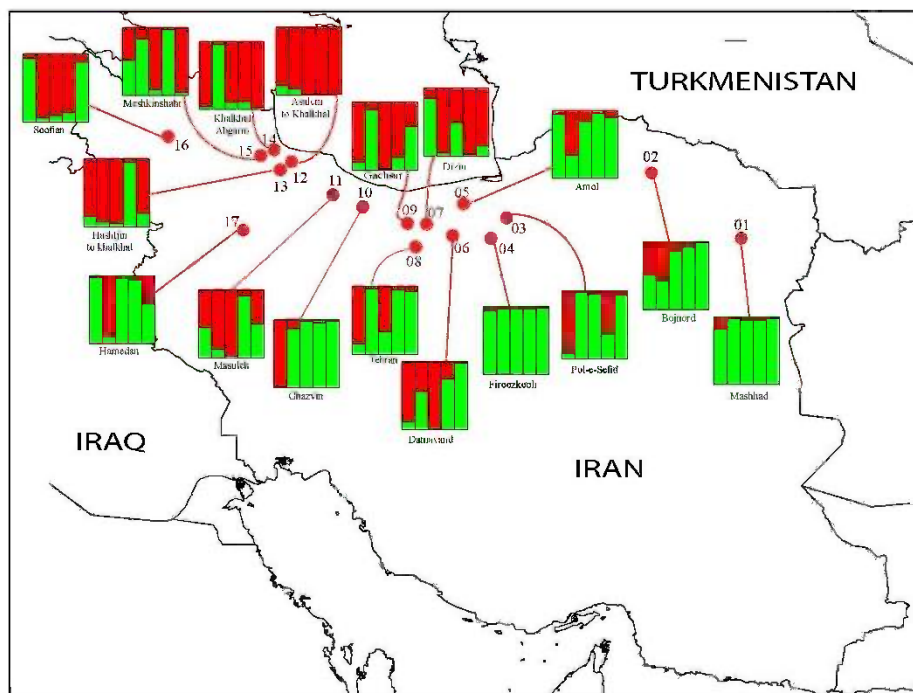 TURKMENISTAN
Soofian
Meshkinshahr
Khalkhal
Abgarm
Asalem
to Khalkhal
Gachsar
Dizin
Amol
16
15
14
12
13
11
10
09
07
05
02
03
01
17
08
06
04
Hashtjin
to khalkhal
Hamedan
Masuleh
Ghazvin
Tehran
Damavand
Firoozkooh
Pol-e-Sefid
Bojnord
Mashhad
IRAQ
IRAN